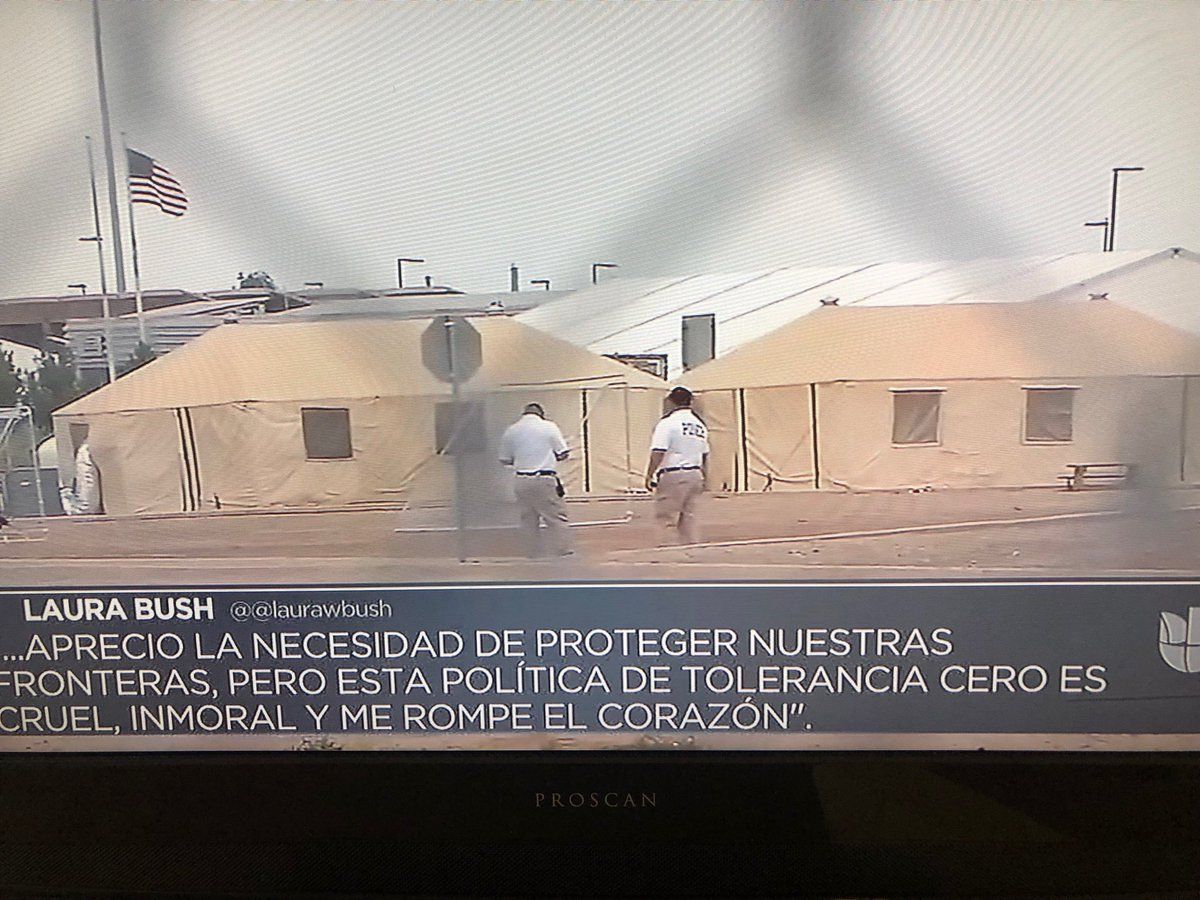 POLICE
LAURA BUSH @@laurawbush
...APRECIO LA NECESIDAD DE PROTEGER NUESTRAS
FRONTERAS, PERO ESTA POLÍTICA DE TOLERANCIA CERO ES
CRUEL, INMORAL Y ME ROMPE EL CORAZÓN".
PROSCAN